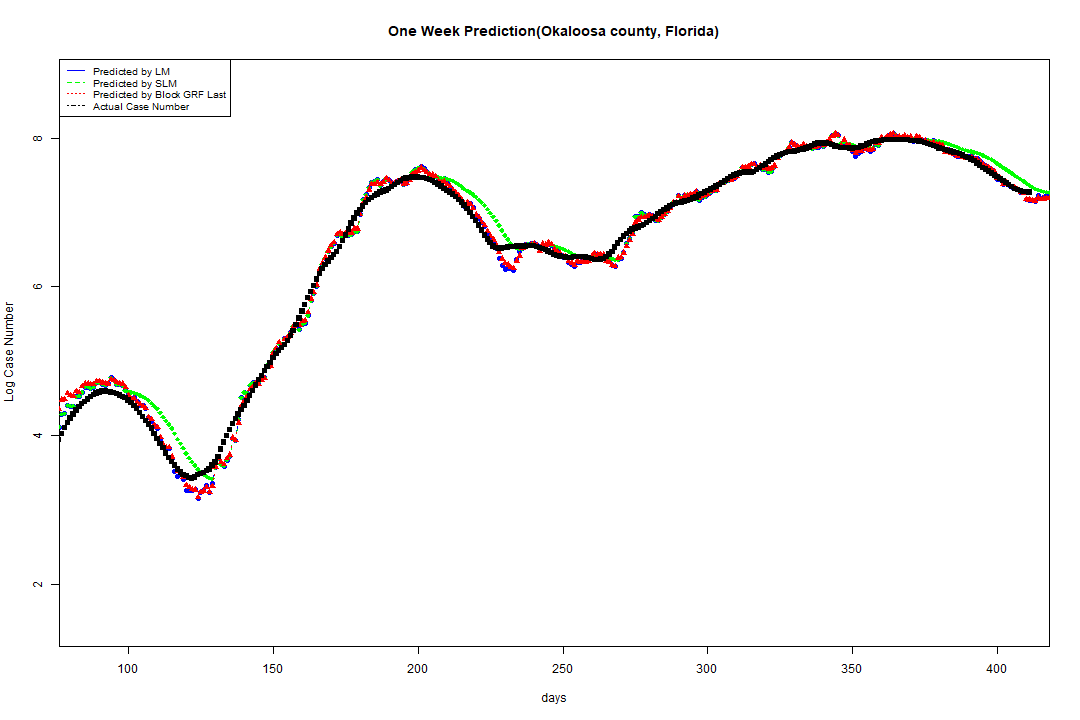 One Week Prediction(Okaloosa county, Florida)
Predicted by LM
Predicted by SLM
Predicted by Block GRF Last
Actual Case Number
8
6
4
2
Log Case Number
100 150 200 250 300 350 400
days